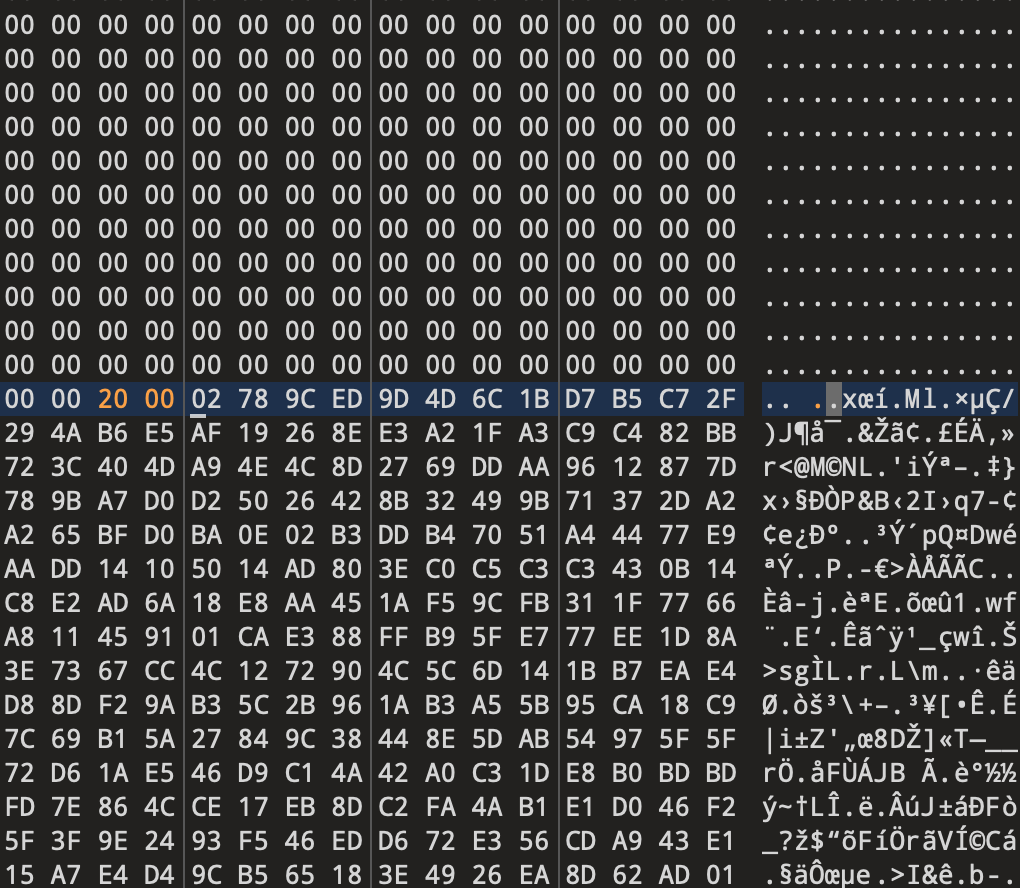 00 00 00 00 00 00 00 00 00 00 00 00 00 00 00 00 ................
00 00 00 00 00 00 00 00 00 00 00 00 00 00 00 00 ................
00 00 00 00 00 00 00 00 00 00 00 00 00 00 00 00 ................
00 00 00 00 00 00 00 00 00 00 00 00 00 00 00 00 ................
00 00 00 00 00 00 00 00 00 00 00 00 00 00 00 00 ................
00 00 00 00 00 00 00 00 00 00 00 00 00 00 00 00 ................
00 00 00 00 00 00 00 00 00 00 00 00 00 00 00 00 ................
00 00 00 00 00 00 00 00 00 00 00 00 00 00 00 00 ................
00 00 00 00 00 00 00 00 00 00 00 00 00 00 00 00 ................
00 00 00 00 00 00 00 00 00 00 00 00 00 00 00 00 ................
00 00 00 00 00 00 00 00 00 00 00 00 00 00 00 00 ................
00 00 20 00 02 78 9C ED 9D 4D 6C 1B D7 B5 C7 2F .. ..xœí.Ml.×µÇ/
29 4A B6 E5 AF 19 26 8E E3 A2 1F A3 C9 C4 82 BB )J¶å¯.&Žã¢.£ÉÄ‚»
72 3C 40 4D A9 4E 4C 8D 27 69 DD AA 96 12 87 7D r<@M©NL.'iÝª–.‡}
78 9B A7 D0 D2 50 26 42 8B 32 49 9B 71 37 2D A2 x›§ÐÒP&B‹2I›q7-¢
A2 65 BF D0 BA 0E 02 B3 DD B4 70 51 A4 44 77 E9 ¢e¿Ðº..³Ý´pQ¤Dwé
AA DD 14 10 50 14 AD 80 3E C0 C5 C3 C3 43 0B 14 ªÝ..P.-€>ÀÅÃÃC..
C8 E2 AD 6A 18 E8 AA 45 1A F5 9C FB 31 1F 77 66 Èâ-j.èªE.õœû1.wf
A8 11 45 91 01 CA E3 88 FF B9 5F E7 77 EE 1D 8A ¨.E‘.Êãˆÿ¹_çwî.Š
3E 73 67 CC 4C 12 72 90 4C 5C 6D 14 1B B7 EA E4 >sgÌL.r.L\m..·êä
D8 8D F2 9A B3 5C 2B 96 1A B3 A5 5B 95 CA 18 C9 Ø.òš³\+–.³¥[•Ê.É
7C 69 B1 5A 27 84 9C 38 44 8E 5D AB 54 97 5F 5F |i±Z'„œ8DŽ]«T—__
72 D6 1A E5 46 D9 C1 4A 42 A0 C3 1D E8 B0 BD BD rÖ.åFÙÁJB Ã.è°½½
FD 7E 86 4C CE 17 EB 8D C2 FA 4A B1 E1 D0 46 F2 ý~†LÎ.ë.ÂúJ±áÐFò
5F 3F 9E 24 93 F5 46 ED D6 72 E3 56 CD A9 43 E1 _?ž$“õFíÖrãVÍ©Cá
15 A7 E4 D4 9C B5 65 18 3E 49 26 EA 8D 62 AD 01 .§äÔœµe.>I&ê.b-.